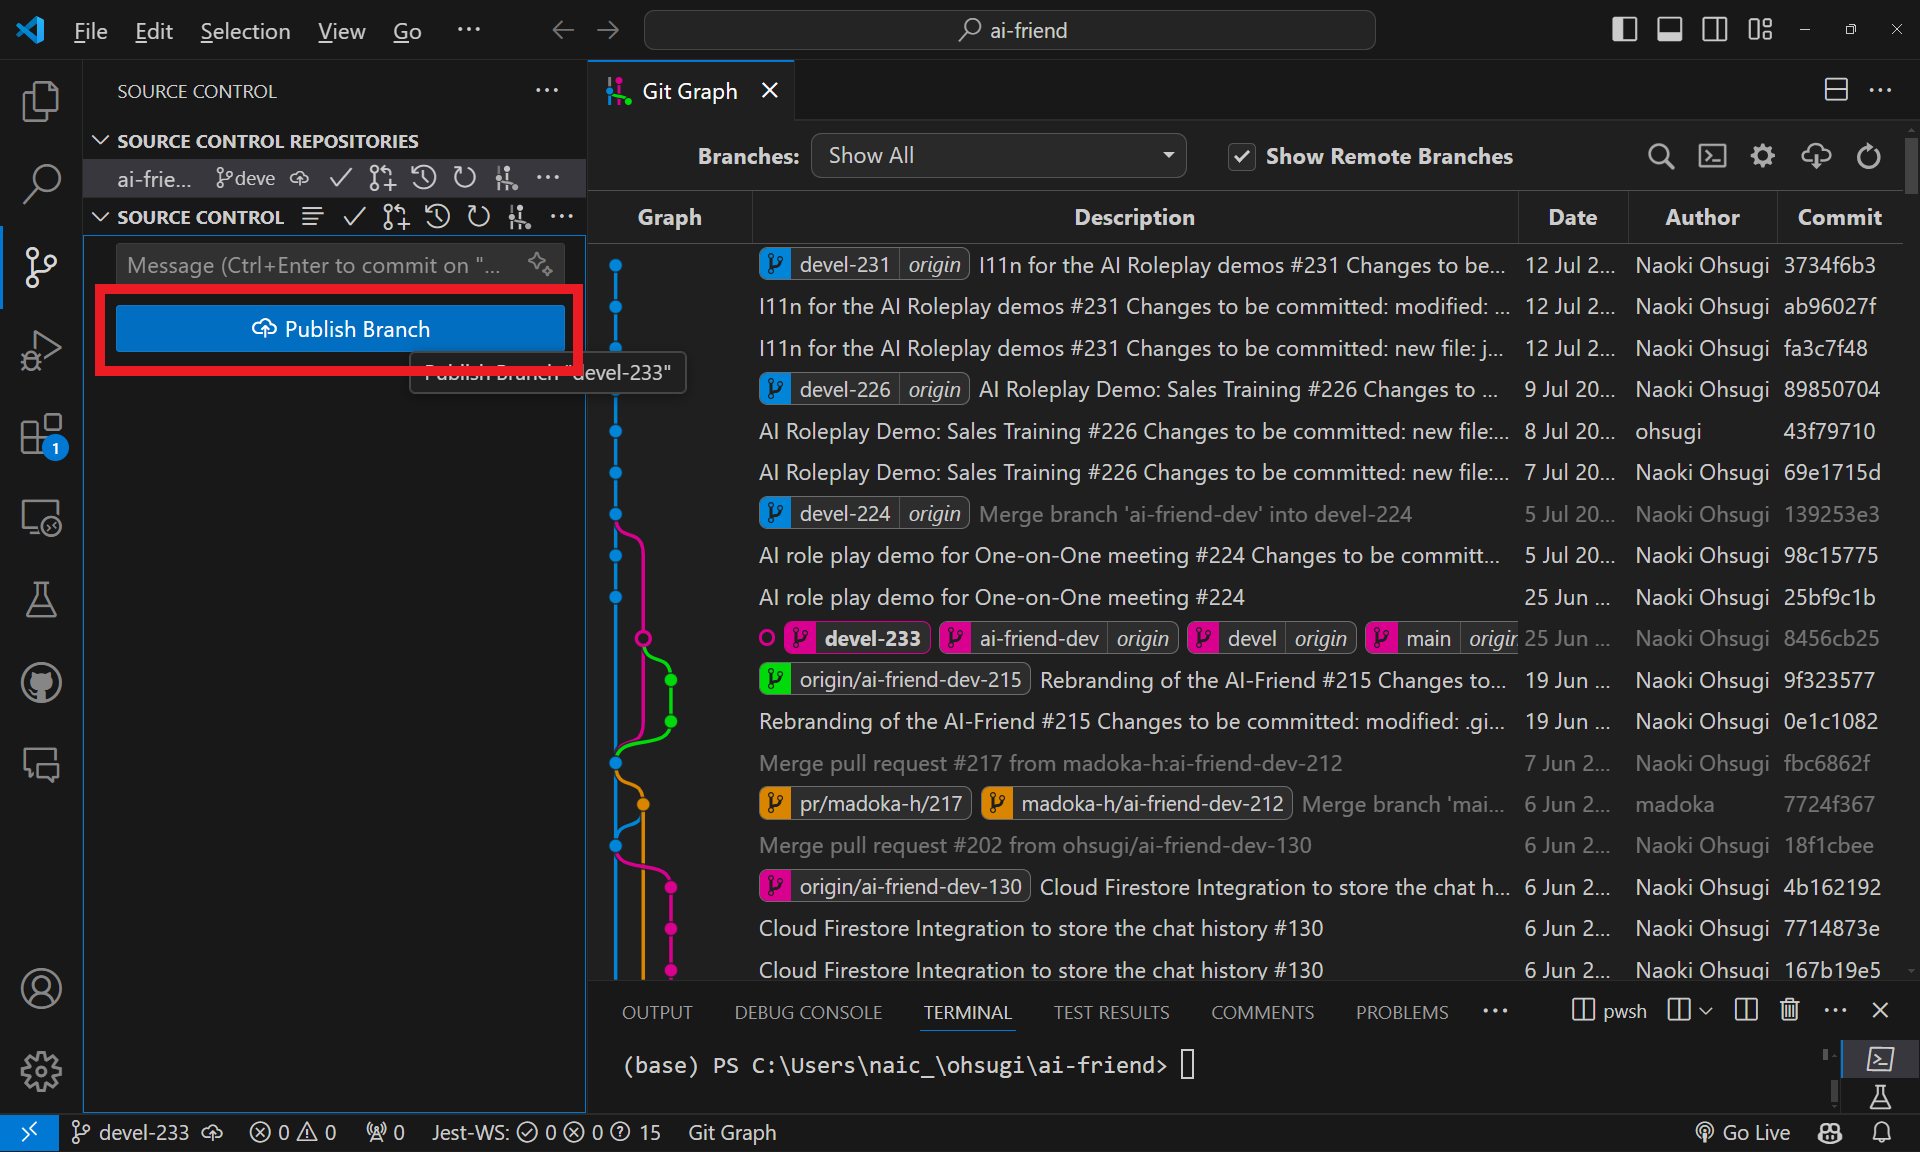 File Edit Selection View Go ···
ai-friend
SOURCE CONTROL ···
SOURCE CONTROL REPOSITORIES
ai-frie... deve ···
SOURCE CONTROL ···
Message (Ctrl+Enter to commit on "...
Publish Branch
Publish Branch "devel-233"
1
Git Graph
Branches: Show All Show Remote Branches
Graph Description Date Author Commit
devel-231 origin I11n for the AI Roleplay demos #231 Changes to be... 12 Jul 2... Naoki Ohsugi 3734f6b3
I11n for the AI Roleplay demos #231 Changes to be committed: modified: ... 12 Jul 2... Naoki Ohsugi ab96027f
I11n for the AI Roleplay demos #231 Changes to be committed: new file: j... 12 Jul 2... Naoki Ohsugi fa3c7f48
devel-226 origin AI Roleplay Demo: Sales Training #226 Changes to ... 9 Jul 20... Naoki Ohsugi 89850704
AI Roleplay Demo: Sales Training #226 Changes to be committed: new file:... 8 Jul 20... ohsugi 43f79710
AI Roleplay Demo: Sales Training #226 Changes to be committed: new file:... 7 Jul 20... Naoki Ohsugi 69e1715d
devel-224 origin Merge branch 'ai-friend-dev' into devel-224 5 Jul 20... Naoki Ohsugi 139253e3
AI role play demo for One-on-One meeting #224 Changes to be committ... 5 Jul 20... Naoki Ohsugi 98c15775
AI role play demo for One-on-One meeting #224 25 Jun ... Naoki Ohsugi 25bf9c1b
devel-233 ai-friend-dev origin devel origin main origin 25 Jun ... Naoki Ohsugi 8456cb25
origin/ai-friend-dev-215 Rebranding of the AI-Friend #215 Changes to... 19 Jun ... Naoki Ohsugi 9f323577
Rebranding of the AI-Friend #215 Changes to be committed: modified: .gi... 19 Jun ... Naoki Ohsugi 0e1c1082
Merge pull request #217 from madoka-h:ai-friend-dev-212 7 Jun 2... Naoki Ohsugi fbc6862f
pr/madoka-h/217 madoka-h/ai-friend-dev-212 Merge branch 'mai... 6 Jun 2... madoka 7724f367
Merge pull request #202 from ohsugi/ai-friend-dev-130 6 Jun 2... Naoki Ohsugi 18f1cbee
origin/ai-friend-dev-130 Cloud Firestore Integration to store the chat h... 6 Jun 2... Naoki Ohsugi 4b162192
Cloud Firestore Integration to store the chat history #130 6 Jun 2... Naoki Ohsugi 7714873e
Cloud Firestore Integration to store the chat history #130 6 Jun 2... Naoki Ohsugi 167b19e5
OUTPUT DEBUG CONSOLE TERMINAL TEST RESULTS COMMENTS PROBLEMS ··· pwsh ···
(base) PS C:\Users\naic_\ohsugi\ai-friend>
devel-233 0 0 0 Jest-WS: 0 0 15 Git Graph Go Live